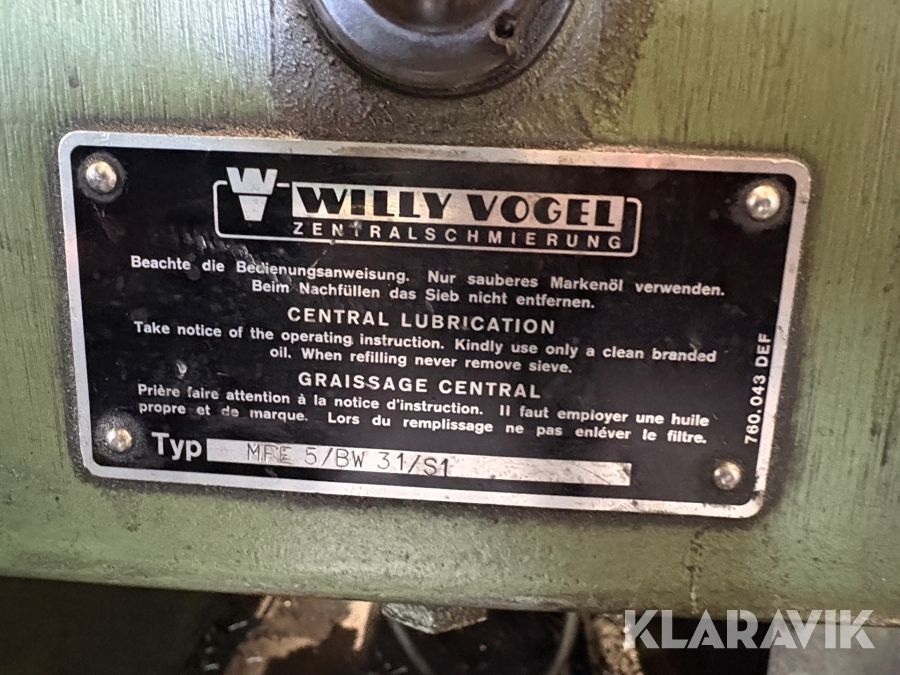 W WILLY VOGEL
ZENTRALSCHMIERUNG
Beachte die Bedienungsanweisung. Nur sauberes Markenöl verwenden.
Beim Nachfüllen das Sieb nicht entfernen.
CENTRAL LUBRICATION
Take notice of the operating instruction. Kindly use only a clean branded
oil. When refilling never remove sieve.
GRAISSAGE CENTRAL
Prière faire attention à la notice d'instruction. Il faut employer une huile
propre et de marque. Lors du remplissage ne pas enléver le filtre.
Typ MFE 5/BW 31/S1
760.043 DEF
KLARAVIK